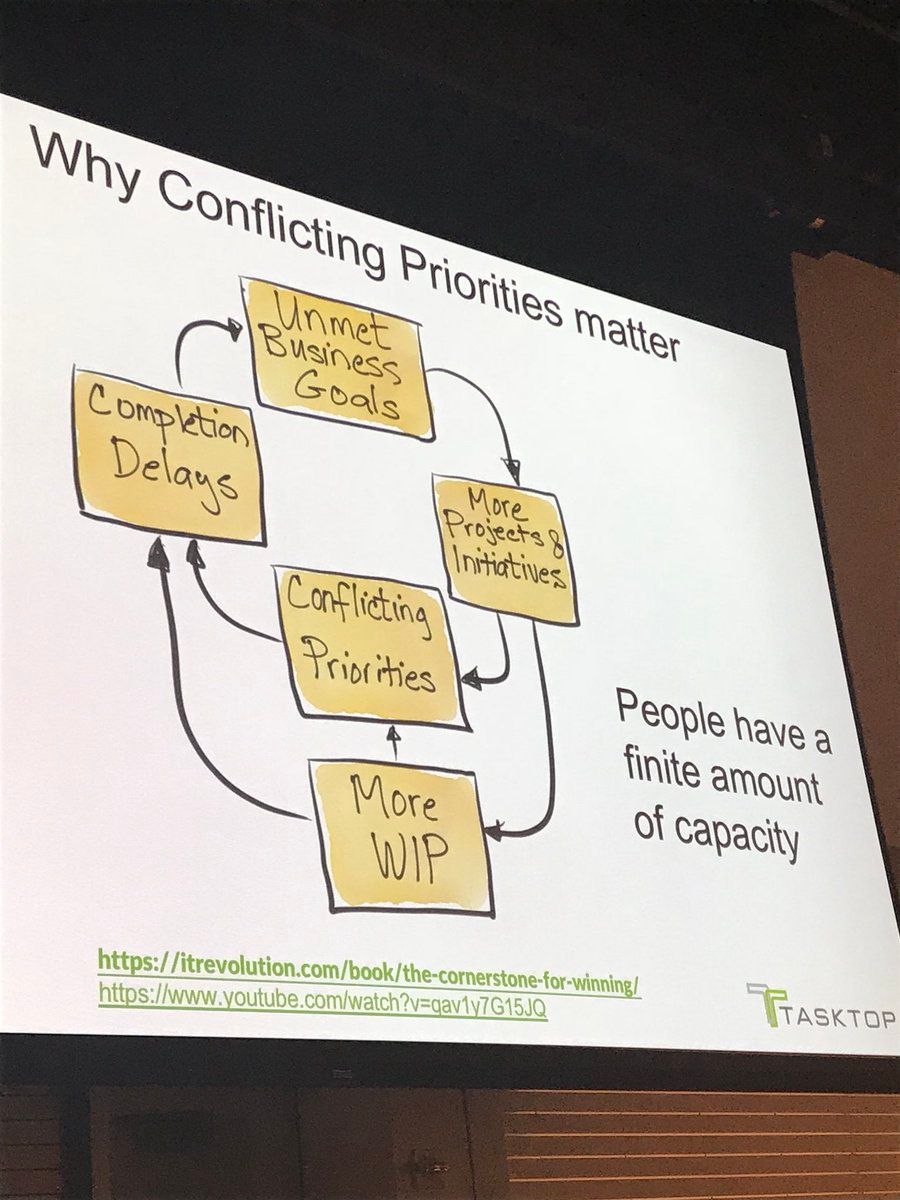 Why Conflicting Priorities matter
Unmet
Business
Goals
Completion
Delays
More
Projects &
Initiatives
Conflicting
Priorities
More
WIP
People have a
finite amount
of capacity
https://itrevolution.com/book/the-cornerstone-for-winning/
https://www.youtube.com/watch?v=qav1y7G15JQ
TASKTOP